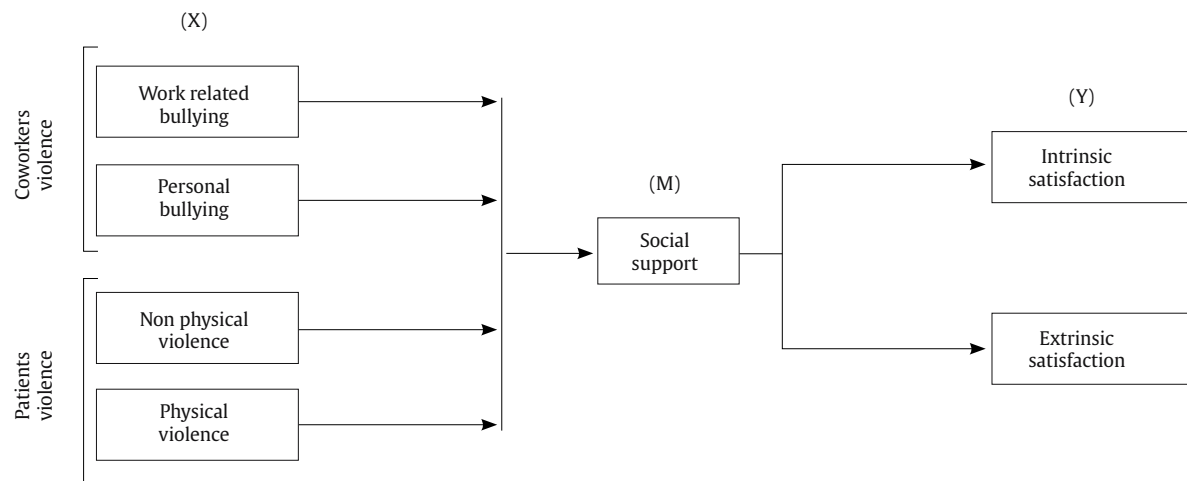 (X)
Coworkers
violence
Work related
bullying
Personal
bullying
Patients
violence
Non physical
violence
Physical
violence
(M)
Social
support
(Y)
Intrinsic
satisfaction
Extrinsic
satisfaction